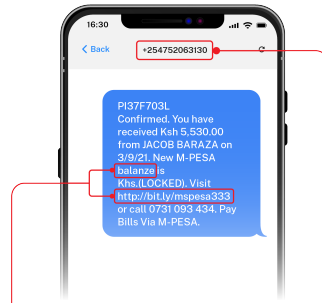 16:30
Back
+254752063130
PI37F703L
Confirmed. You have
received Ksh 5,530.00
from JACOB BARAZA on
3/9/21. New M-PESA
balanze is
Khs.(LOCKED). Visit
http://bit.ly/mspesa333
or call 0731 093 434. Pay
Bills Via M-PESA.